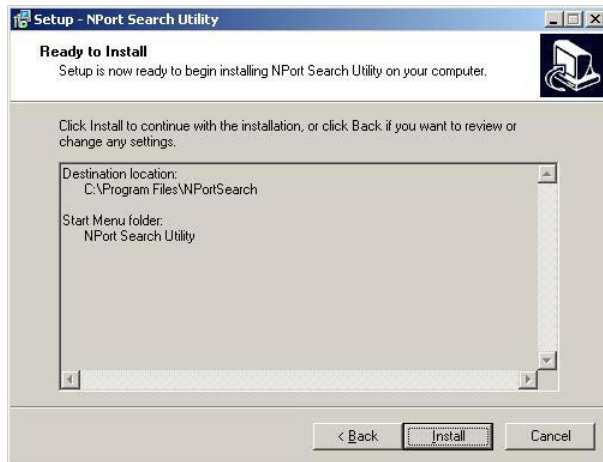 Setup - NPort Search Utility
Ready to Install
Setup is now ready to begin installing NPort Search Utility on your computer.
Click Install to continue with the installation, or click Back if you want to review or
change any settings.
Destination location:
C:\Program Files\NPortSearch
Start Menu folder:
NPort Search Utility
< Back
Install
Cancel